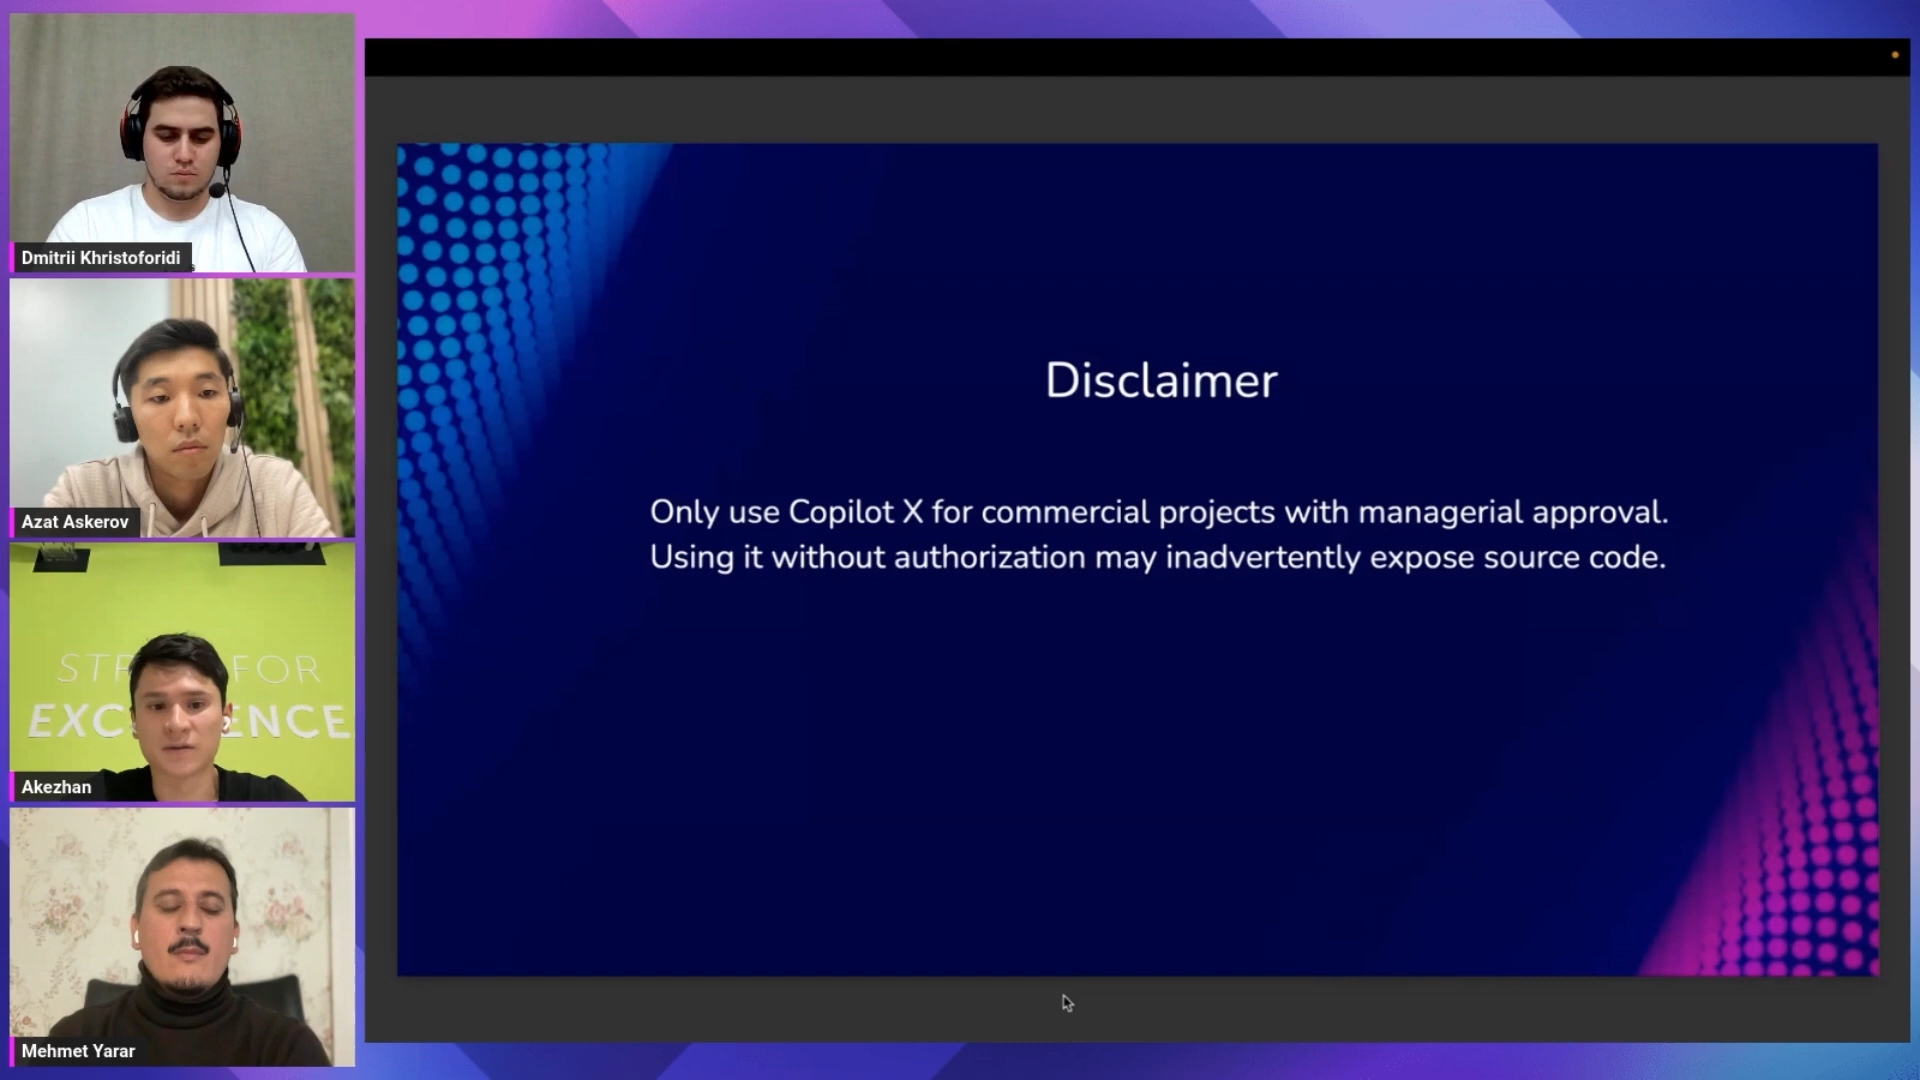 Dmitrii Khristoforidi
Azat Askerov
FOR
Akezhan
Mehmet Yarar
Disclaimer
Only use Copilot X for commercial projects with managerial approval.
Using it without authorization may inadvertently expose source code.